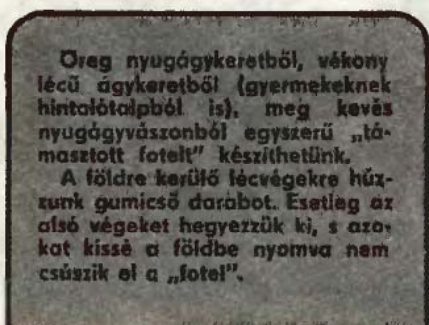 Öreg nyugágykeretből, vékony
lécű ágykeretből (gyermekeknek
hintalótalpból is), meg kevés
nyugágyvászonból egyszerű „tá-
masztott fotelt" készíthetünk.
A földre kerülő lécvégekre húz-
zunk gumicső darabot. Esetleg az
alsó végeket hegyezzük ki, s azo-
kat kissé a földbe nyomva nem
csúszik el a „fotel".